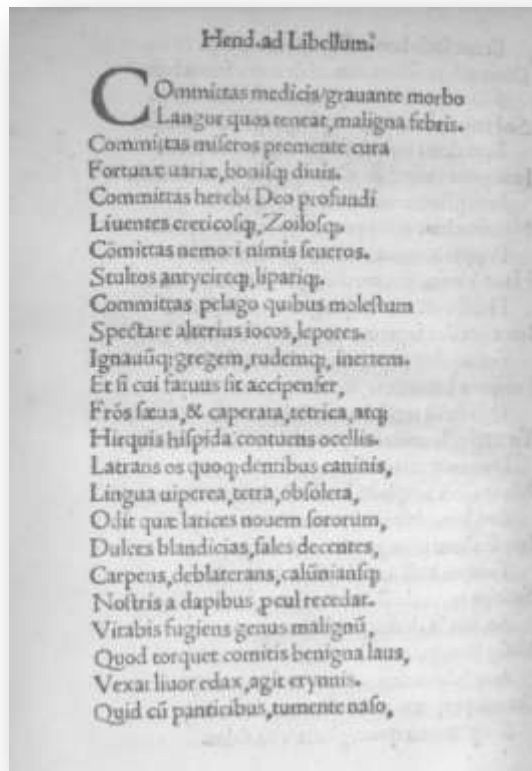 Hend. ad Libellum.
COmmittas medicis/grauante morbo
Langur quos teneat, maligna febris.
Committas miseros premente cura
Fortunæ uariæ, bonisq; diuis.
Committas herebi Deo profundi
Liuentes creticosq;, Zoilosq;.
Cōmittas nemori nimis seueros.
Stultos antycireq;, lipariq;.
Committas pelago quibus molestum
Spectare alterius iocos, lepores.
Ignauūq; gregem, rudemq;, inertem.
Et si cui fatuus sit accipenser,
Frōs sæua, & caperata, tetrica, atq;
Hirquis hispida conturns ocellis.
Latrans os quoq; dentibus caninis,
Lingua uiperea, tetra, obsoleta,
Odit quæ latices nouem sororum,
Dulces blandicias, sales decentes,
Carpens, deblaterans, calūniansq;
Nostris a dapibus ꝓcul recedat.
Vitabis fugiens genus malignū,
Quod torquet comitis benigna laus,
Vexat liuor edax, agit erynnis.
Quid cū panticibus, tumente naso,